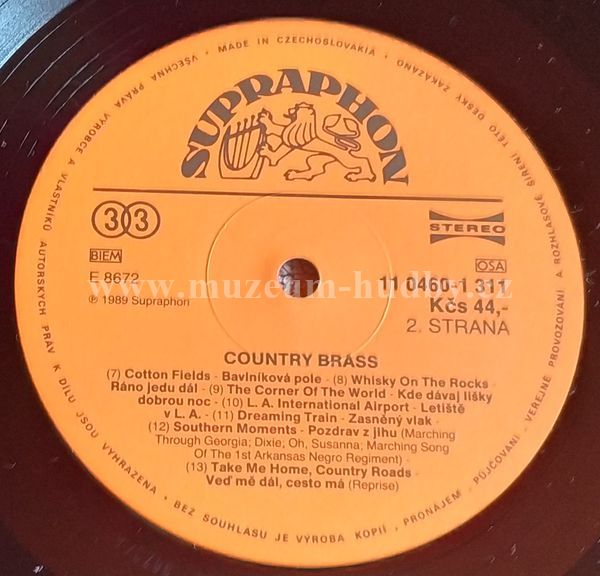 VŠECHNA PRÁVA VÝROBCE A VLASTNÍKŮ AUTORSKÝCH PRÁV K DÍLU JSOU VYHRAZENA • BEZ SOUHLASU JE VÝROBA KOPIÍ, PRONÁJEM, PŮJČOVÁNÍ, VEREJNÉ PROVOZOVÁNÍ A ROZHLASOVÉ ŠÍŘENÍ TÉTO DESKY ZAKÁZÁNO • MADE IN CZECHOSLOVAKIA •
SUPRAPHON
33
STEREO
BIEM
OSA
E 8672
11 0460-1 311
℗ 1989 Supraphon
Kčs 44,-
2. STRANA
www.muzeum-hudby.cz
COUNTRY BRASS
(7) Cotton Fields - Bavlníková pole - (8) Whisky On The Rocks -
Ráno jedu dál - (9) The Corner Of The World - Kde dávaj lišky
dobrou noc - (10) L. A. International Airport - Letiště
v L. A. - (11) Dreaming Train - Zasněný vlak -
(12) Southern Moments - Pozdrav z jihu (Marching
Through Georgia; Dixie; Oh, Susanna; Marching Song
Of The 1st Arkansas Negro Regiment) -
(13) Take Me Home, Country Roads -
Veď mě dál, cesto má (Reprise)